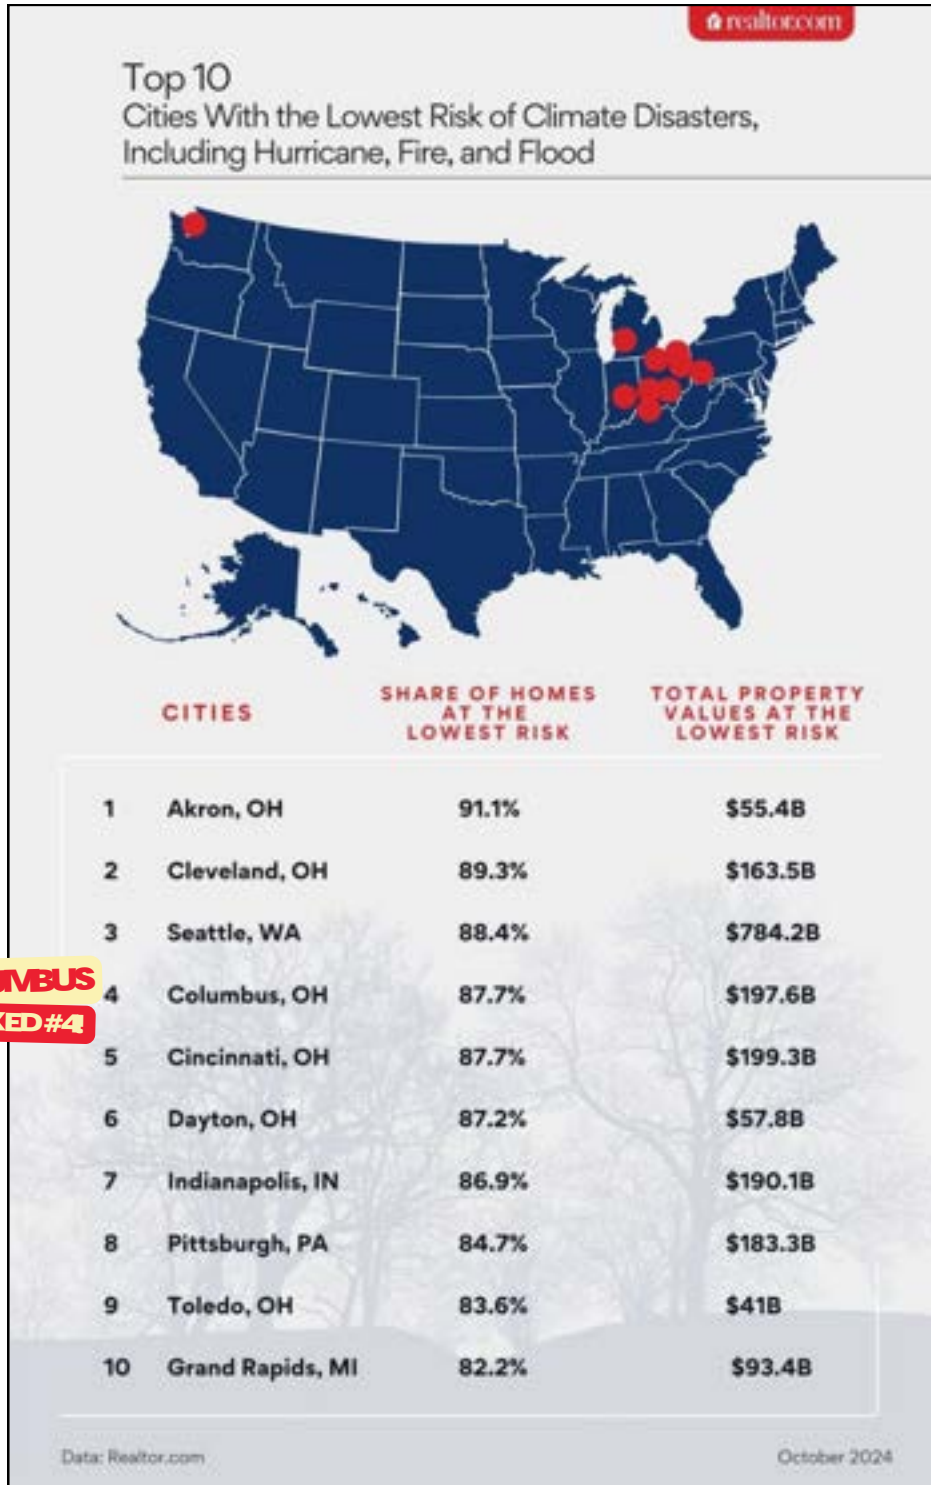 realtor.com
Top 10
Cities With the Lowest Risk of Climate Disasters,
Including Hurricane, Fire, and Flood
CITIES
SHARE OF HOMES
AT THE
LOWEST RISK
TOTAL PROPERTY
VALUES AT THE
LOWEST RISK
1 Akron, OH 91.1% $55.4B
2 Cleveland, OH 89.3% $163.5B
3 Seattle, WA 88.4% $784.2B
UMBUS
KED #4!
4 Columbus, OH 87.7% $197.6B
5 Cincinnati, OH 87.7% $199.3B
6 Dayton, OH 87.2% $57.8B
7 Indianapolis, IN 86.9% $190.1B
8 Pittsburgh, PA 84.7% $183.3B
9 Toledo, OH 83.6% $41B
10 Grand Rapids, MI 82.2% $93.4B
Data: Realtor.com
October 2024